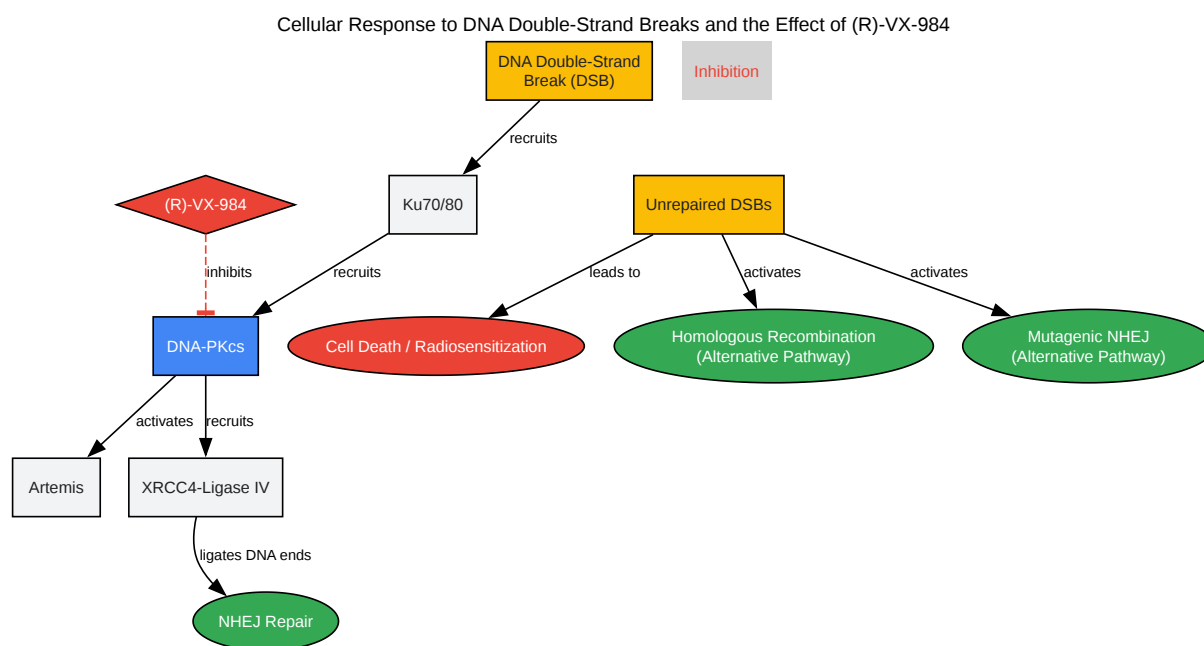 Cellular Response to DNA Double-Strand Breaks and the Effect of (R)-VX-984
DNA Double-Strand
Break (DSB)
Inhibition
recruits
(R)-VX-984
Ku70/80
Unrepaired DSBs
inhibits
recruits
leads to
activates
activates
DNA-PKcs
Cell Death / Radiosensitization
Homologous Recombination
(Alternative Pathway)
Mutagenic NHEJ
(Alternative Pathway)
activates
recruits
Artemis
XRCC4-Ligase IV
ligates DNA ends
NHEJ Repair